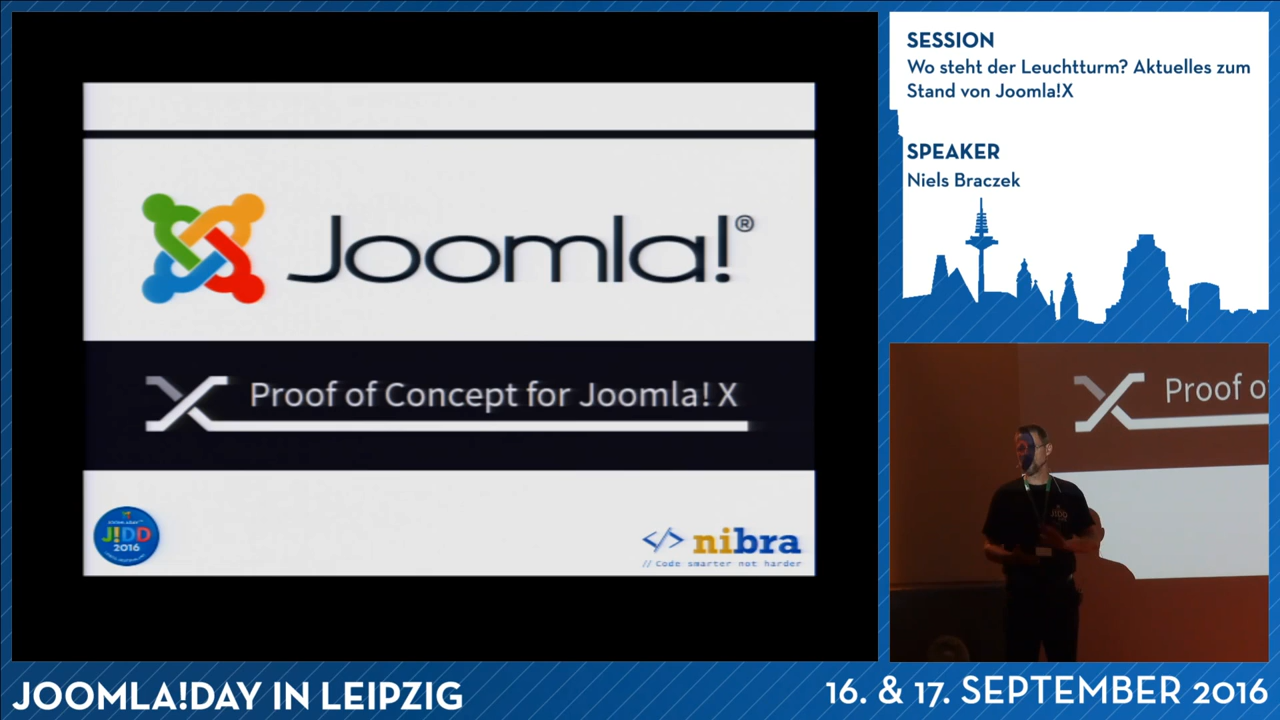 SESSION
Wo steht der Leuchtturm? Aktuelles zum
Stand von Joomla!X
SPEAKER
Niels Braczek
Joomla!®
X Proof of Concept for Joomla! X
J!DD
2016
</> nibra
// Code smarter not harder
X Proof o
JOOMLA!DAY IN LEIPZIG
16. & 17. SEPTEMBER 2016